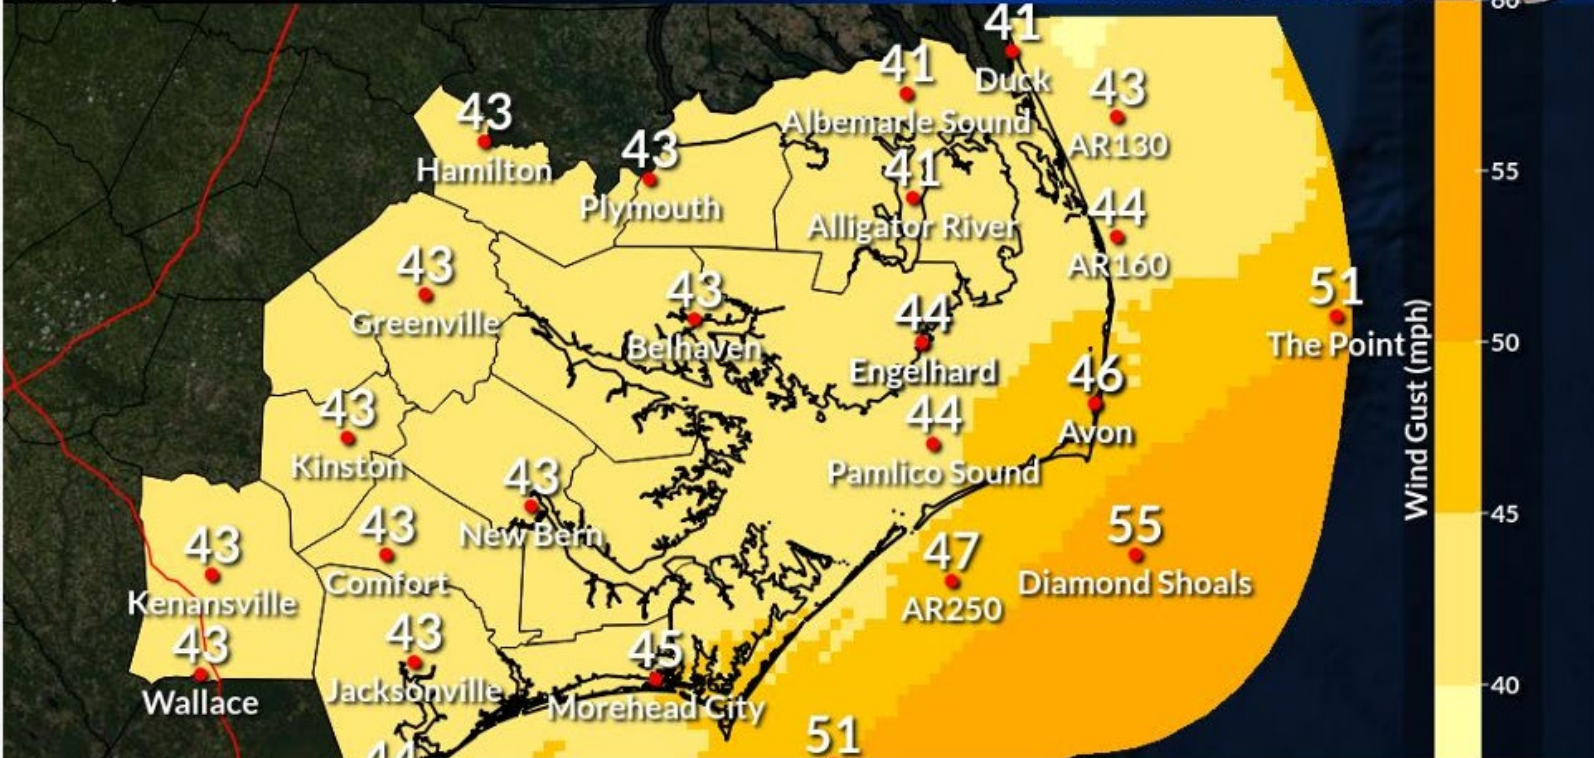 41
Duck
60
41
Albemarle Sound
43
AR130
43
Hamilton
43
Plymouth
41
Alligator River
44
AR160
55
43
Greenville
43
Belhaven
44
Engelhard
51
The Point
50
Wind Gust (mph)
46
Avon
43
Kinston
44
Pamlico Sound
43
New Bern
45
43
Kenansville
43
Comfort
47
AR250
55
Diamond Shoals
43
Wallace
43
Jacksonville
45
Morehead City
40
44
51